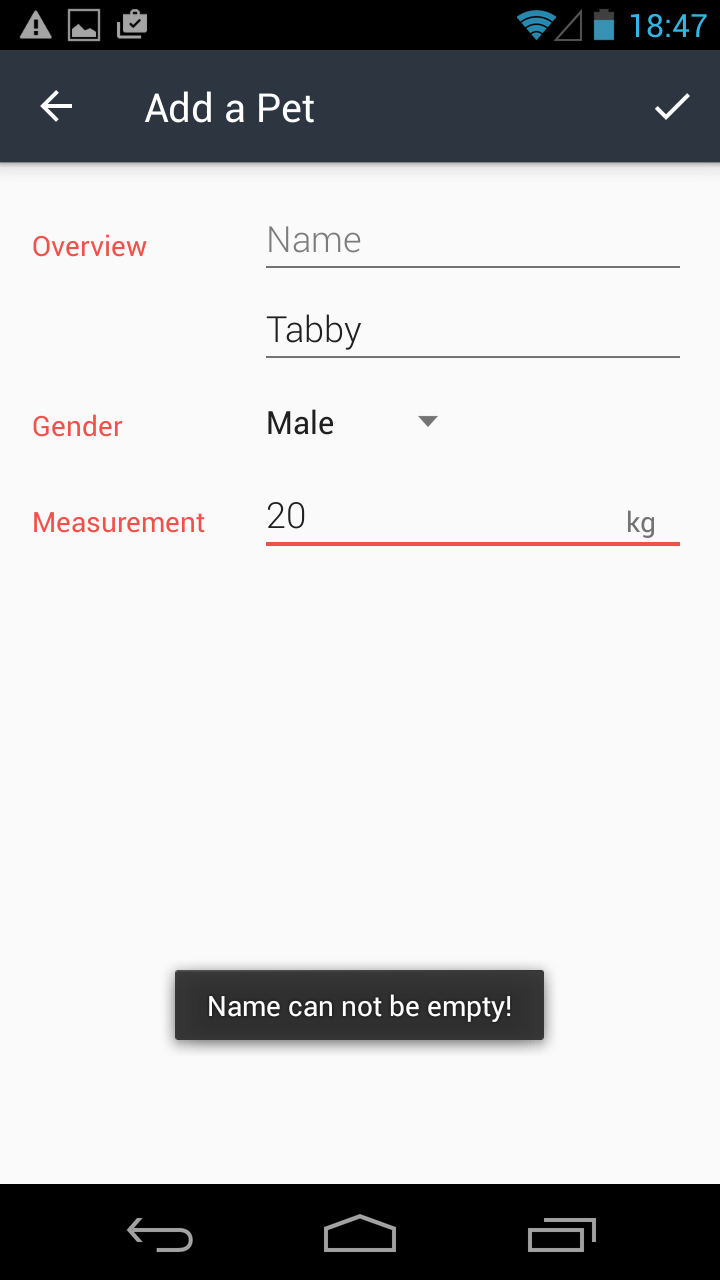 18:47
Add a Pet
Overview
Name
Tabby
Gender
Male
Measurement
20
kg
Name can not be empty!